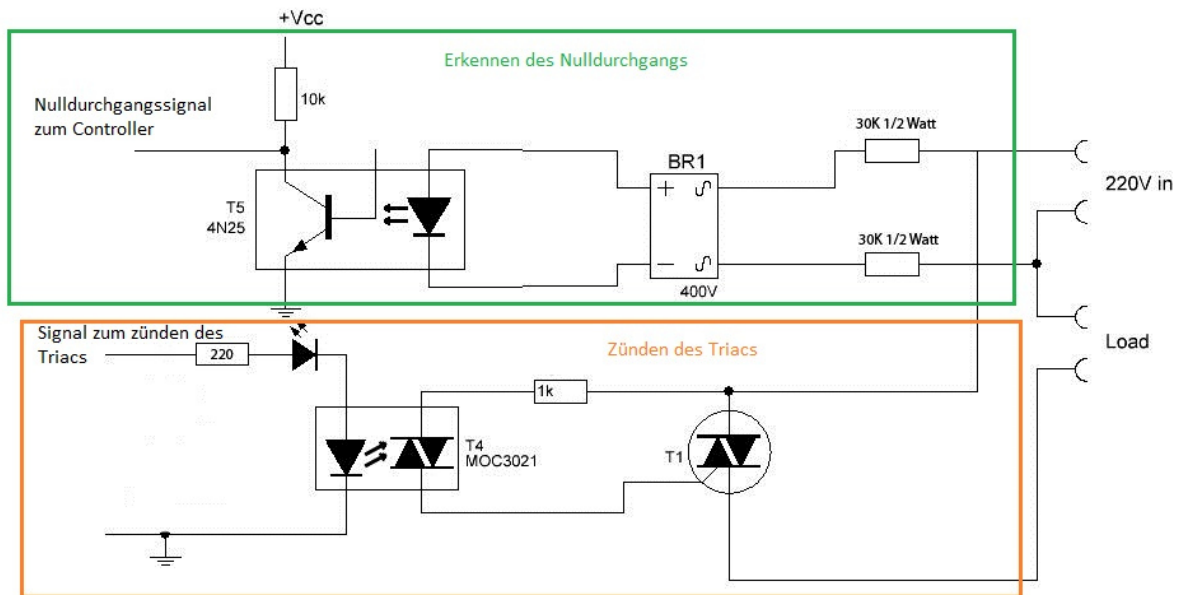 +Vcc
Erkennen des Nulldurchgangs
10k
Nulldurchgangssignal
zum Controller
30K 1/2 Watt
BR1
220V in
T5
4N25
30K 1/2 Watt
400V
Signal zum zünden des
Triacs
220
Zünden des Triacs
Load
1k
T4
MOC3021
T1